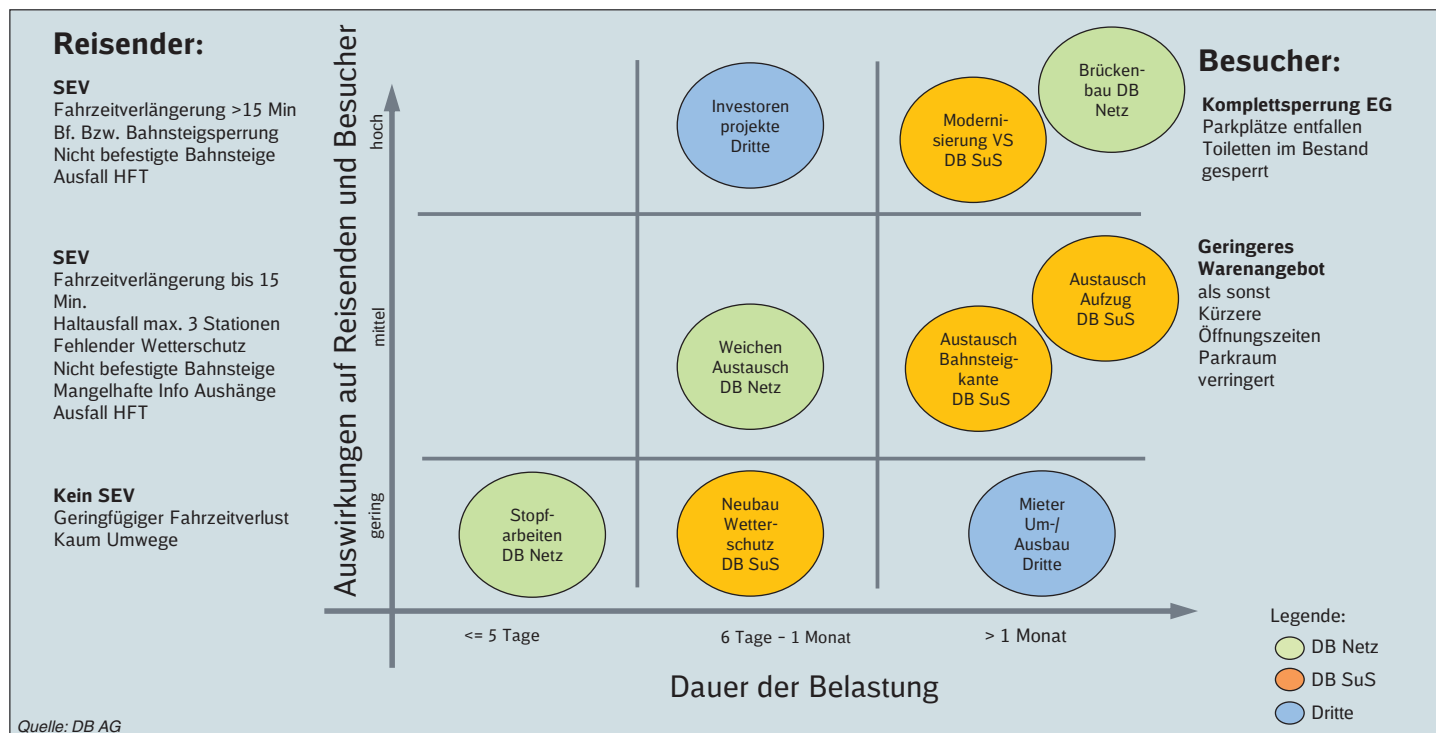 Reisender:
SEV
Fahrzeitverlängerung >15 Min
Bf. Bzw. Bahnsteigsperrung
Nicht befestigte Bahnsteige
Ausfall HFT
SEV
Fahrzeitverlängerung bis 15
Min.
Haltausfall max. 3 Stationen
Fehlender Wetterschutz
Nicht befestigte Bahnsteige
Mangelhafte Info Aushänge
Ausfall HFT
Kein SEV
Geringfügiger Fahrzeitverlust
Kaum Umwege
Auswirkungen auf Reisenden und Besucher
hoch
mittel
gering
Investoren
projekte
Dritte
Moderni-
sierung VS
DB SuS
Brücken-
bau DB
Netz
Weichen
Austausch
DB Netz
Austausch
Bahnsteig-
kante
DB SuS
Austausch
Aufzug
DB SuS
Stopf-
arbeiten
DB Netz
Neubau
Wetter-
schutz
DB SuS
Mieter
Um-/
Ausbau
Dritte
<= 5 Tage
6 Tage – 1 Monat
> 1 Monat
Dauer der Belastung
Besucher:
Komplettsperrung EG
Parkplätze entfallen
Toiletten im Bestand
gesperrt
Geringeres
Warenangebot
als sonst
Kürzere
Öffnungszeiten
Parkraum
verringert
Legende:
DB Netz
DB SuS
Dritte
Quelle: DB AG